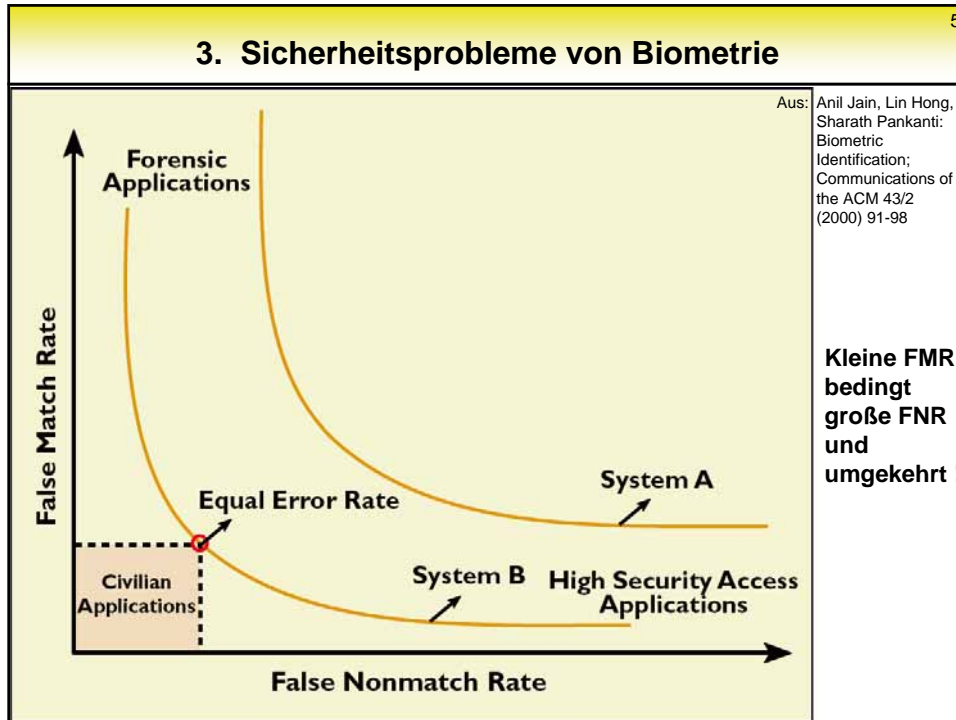 5
3. Sicherheitsprobleme von Biometrie
Aus: Anil Jain, Lin Hong,
Sharath Pankanti:
Biometric
Identification;
Communications of
the ACM 43/2
(2000) 91-98
Forensic
Applications
False Match Rate
Kleine FMR
bedingt
große FNR
und
umgekehrt
System A
Equal Error Rate
Civilian
Applications
System B
High Security Access
Applications
False Nonmatch Rate